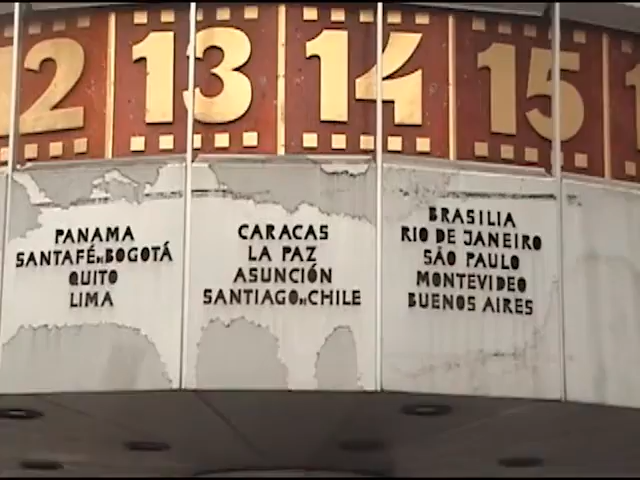 2
13
14
15
1
PANAMA
SANTAFÉ DE BOGOTÁ
QUITO
LIMA
CARACAS
LA PAZ
ASUNCIÓN
SANTIAGO DE CHILE
BRASILIA
RIO DE JANEIRO
SÃO PAULO
MONTEVIDEO
BUENOS AIRES